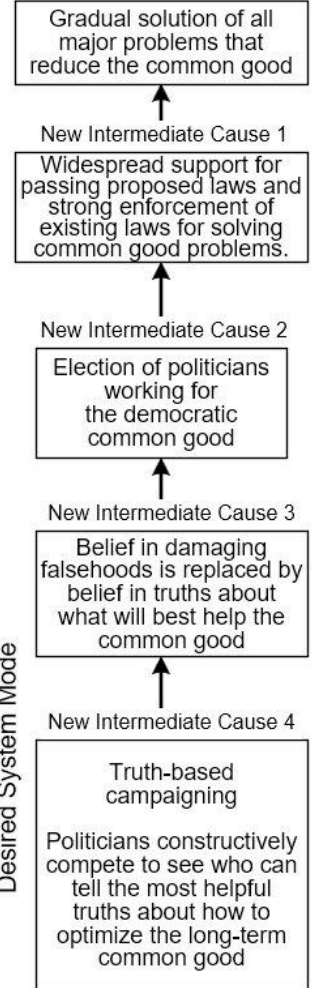 Gradual solution of all
major problems that
reduce the common good
New Intermediate Cause 1
Widespread support for
passing proposed laws and
strong enforcement of
existing laws for solving
common good problems.
New Intermediate Cause 2
Election of politicians
working for
the democratic
common good
New Intermediate Cause 3
Belief in damaging
falsehoods is replaced by
belief in truths about
what will best help the
common good
New Intermediate Cause 4
Truth-based
campaigning
Politicians constructively
compete to see who can
tell the most helpful
truths about how to
optimize the long-term
common good
Desired System Mode